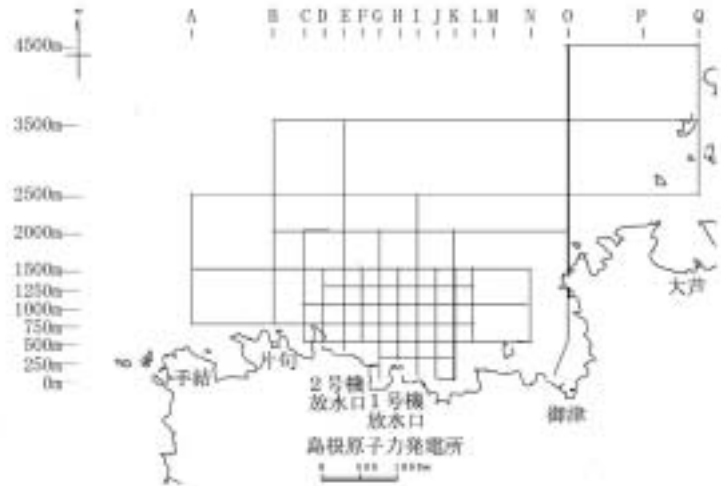 A B C D E F G H I J K L M N O P Q
4500m
3500m
2500m
2000m
1500m
1250m
1000m
750m
500m
250m
0m
大芦
片句
手結
2号機
放水口
1号機
放水口
御津
島根原子力発電所
0 500 1000m